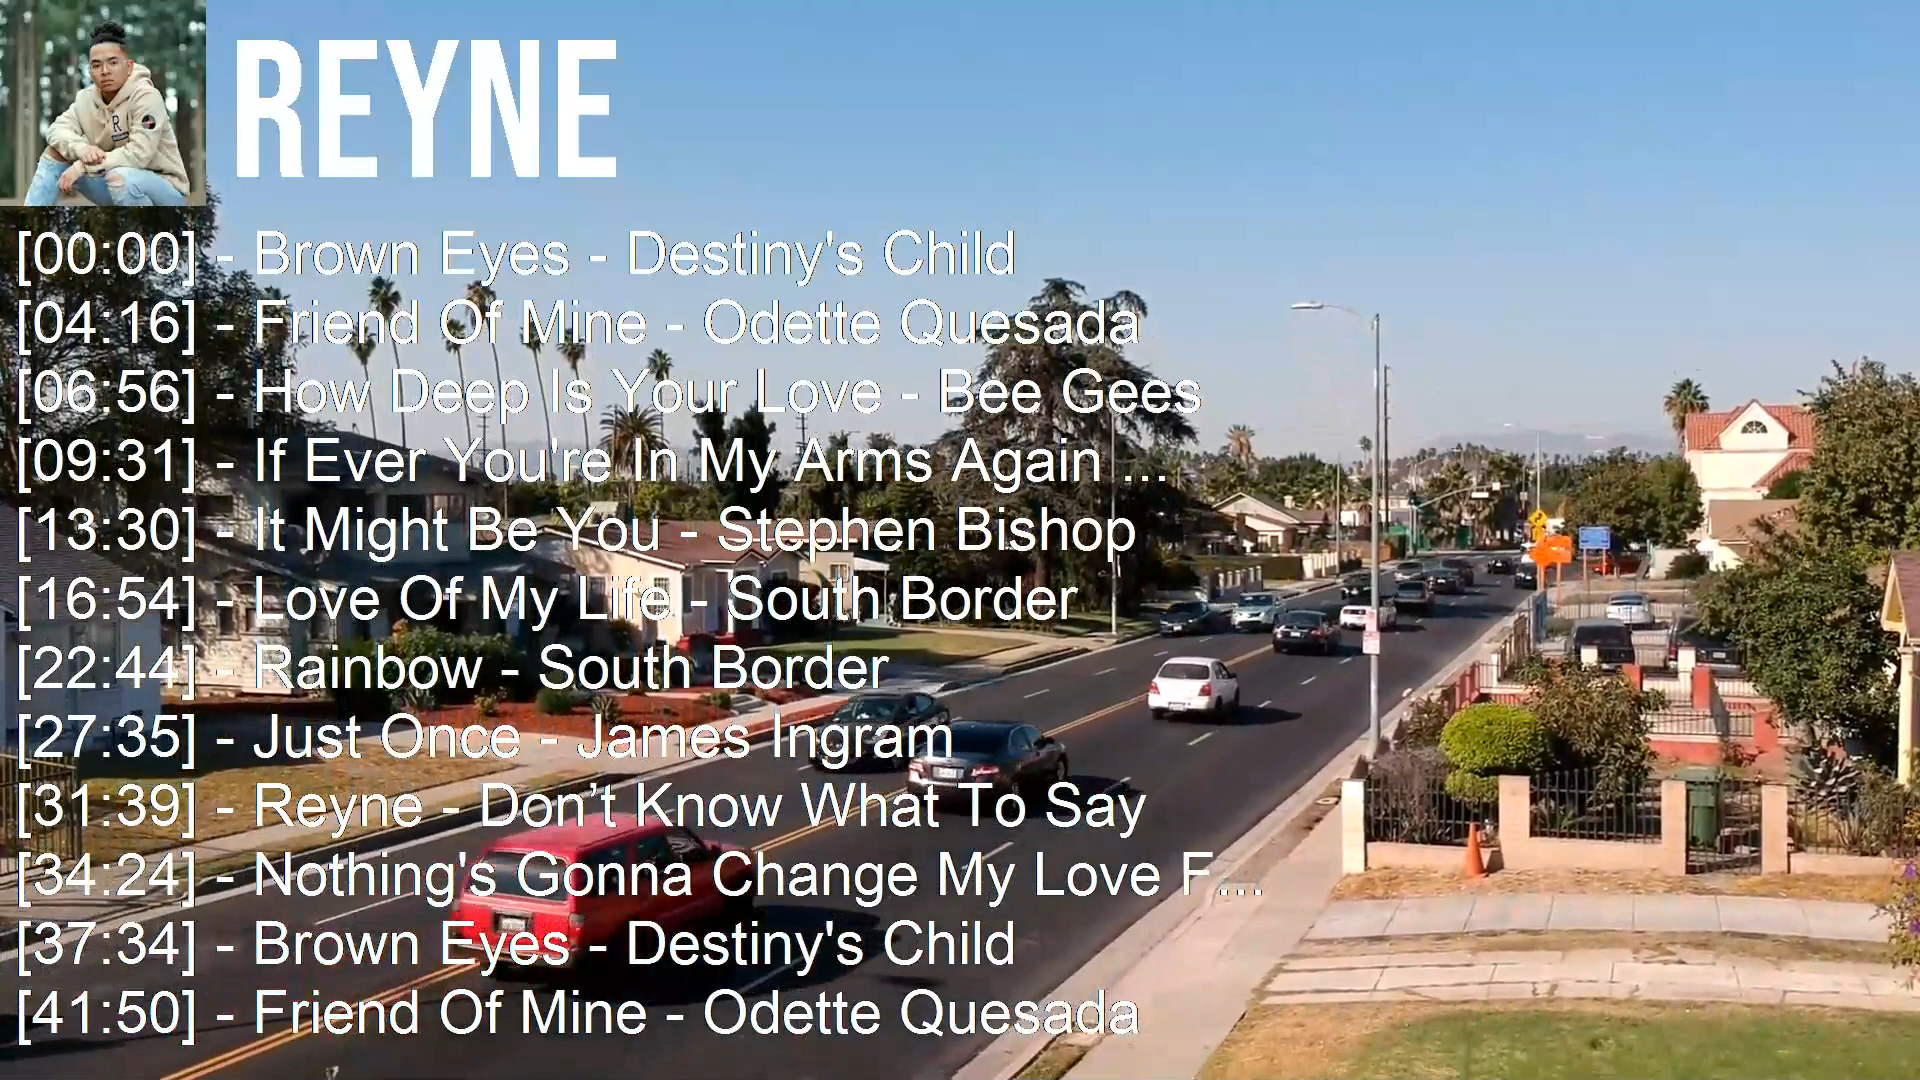 REYNE
[00:00] - Brown Eyes - Destiny's Child
[04:16] - Friend Of Mine - Odette Quesada
[06:56] - How Deep Is Your Love - Bee Gees
[09:31] - If Ever You're In My Arms Again ...
[13:30] - It Might Be You - Stephen Bishop
[16:54] - Love Of My Life - South Border
[22:44] - Rainbow - South Border
[27:35] - Just Once - James Ingram
[31:39] - Reyne - Don’t Know What To Say
[34:24] - Nothing's Gonna Change My Love F...
[37:34] - Brown Eyes - Destiny's Child
[41:50] - Friend Of Mine - Odette Quesada